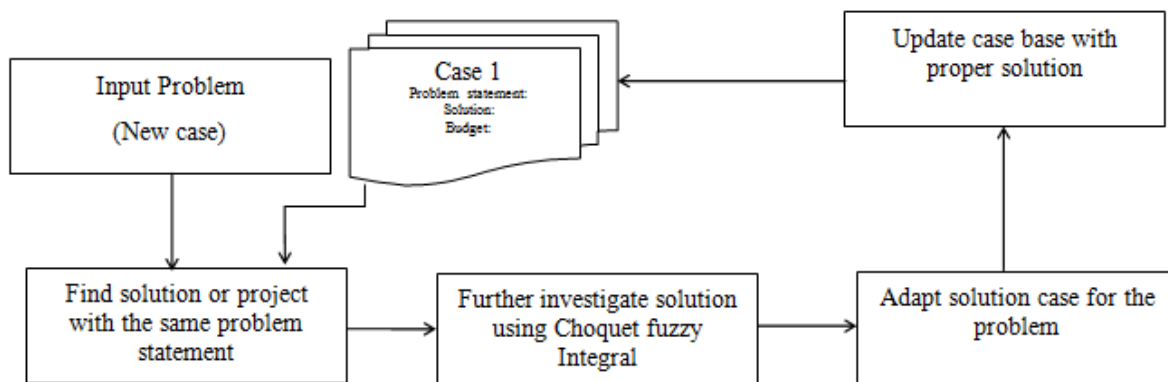 Input Problem
(New case)
Case 1
Problem statement:
Solution:
Budget:
Update case base with
proper solution
Find solution or project
with the same problem
statement
Further investigate solution
using Choquet fuzzy
Integral
Adapt solution case for the
problem